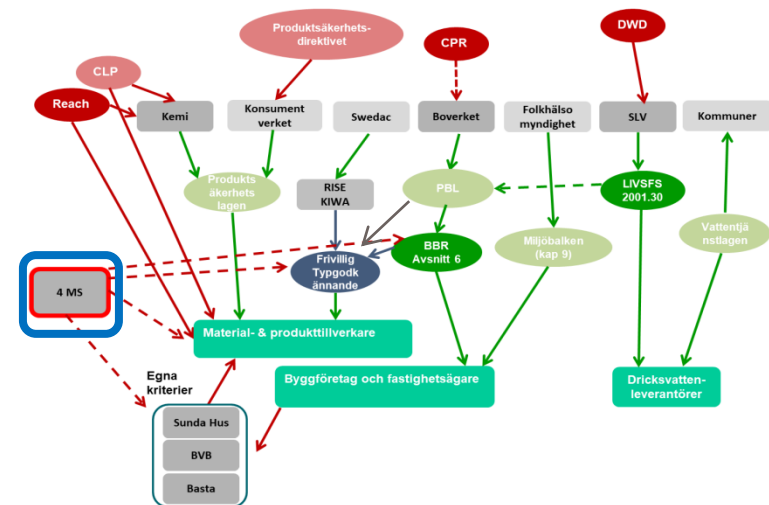 Produktsäkerhets-
direktivet
CPR
DWD
CLP
Reach
Kemi
Konsument
verket
Swedac
Boverket
Folkhälso
myndighet
SLV
Kommuner
Produkts
äkerhets
lagen
RISE
KIWA
PBL
LIVSFS
2001.30
Vattentjä
nstlagen
Miljöbalken
(kap 9)
BBR
Avsnitt 6
Frivillig
Typgodk
ännande
4 MS
Material- & produkttillverkare
Egna
kriterier
Byggföretag och fastighetsägare
Dricksvatten-
leverantörer
Sunda Hus
BVB
Basta